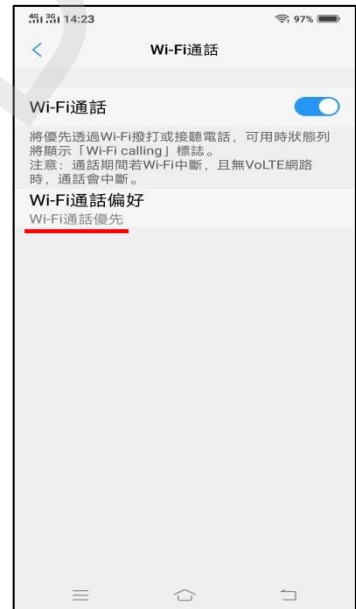 4G 3G 14:23 97%
Wi-Fi通話
Wi-Fi通話
將優先透過Wi-Fi撥打或接聽電話，可用時狀態列
將顯示「Wi-Fi calling」標誌。
注意：通話期間若Wi-Fi中斷，且無VoLTE網路
時，通話會中斷。
Wi-Fi通話偏好
Wi-Fi通話優先